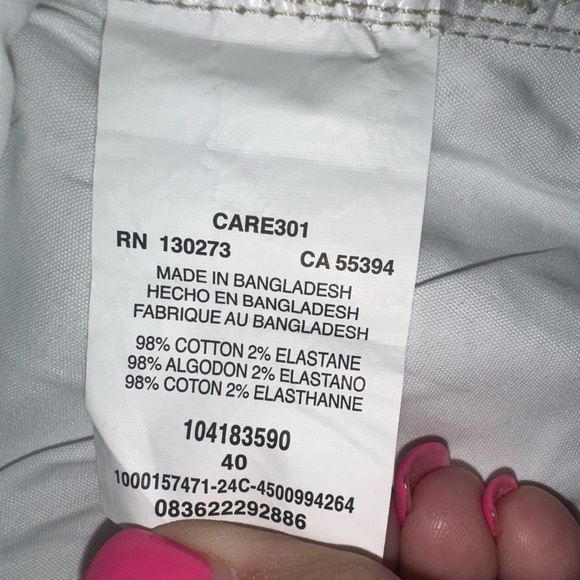 CARE301
RN 130273 CA 55394
MADE IN BANGLADESH
HECHO EN BANGLADESH
FABRIQUE AU BANGLADESH
98% COTTON 2% ELASTANE
98% ALGODON 2% ELASTANO
98% COTON 2% ELASTHANNE
104183590
40
1000157471-24C-4500994264
083622292886